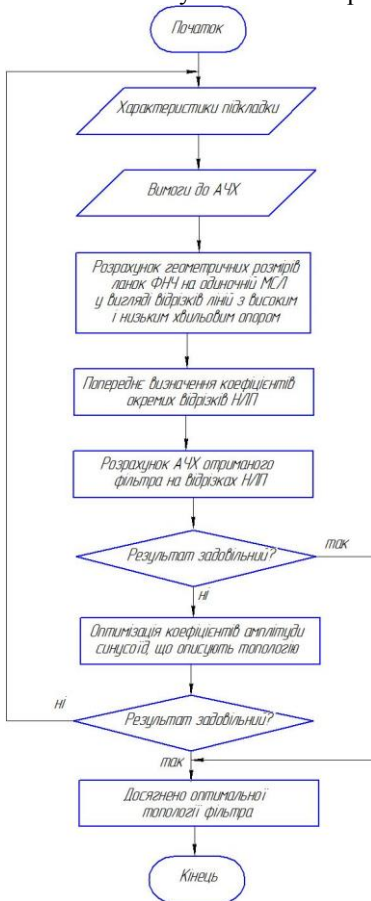 Початок
Характеристики підкладки
Вимоги до АЧХ
Розрахунок геометричних розмірів
ланок ФНЧ на одиночній МСЛ
у вигляді відрізків ліній з високим
і низьким хвильовим опором
Попереднє визначення коефіцієнтів
окремих відрізків НЛП
Розрахунок АЧХ отриманого
фільтра на відрізках НЛП
Результат задовільний?
так
ні
Оптимізація коефіцієнтів амплітуди
синусоїд, що описують топологію
ні
Результат задовільний?
так
Досягнено оптимальної
топології фільтра
Кінець